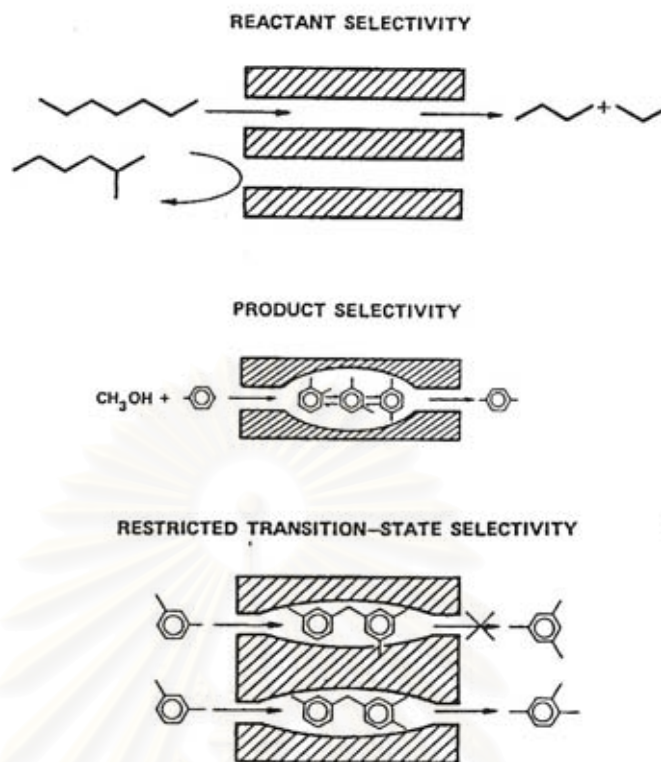 REACTANT SELECTIVITY
+
PRODUCT SELECTIVITY
CH₃OH +
RESTRICTED TRANSITION–STATE SELECTIVITY